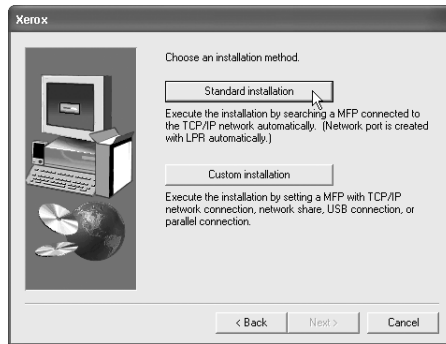 Xerox
Choose an installation method.
Standard installation
Execute the installation by searching a MFP connected to
the TCP/IP network automatically. (Network port is created
with LPR automatically.)
Custom installation
Execute the installation by setting a MFP with TCP/IP
network connection, network share, USB connection, or
parallel connection.
< Back
Next >
Cancel